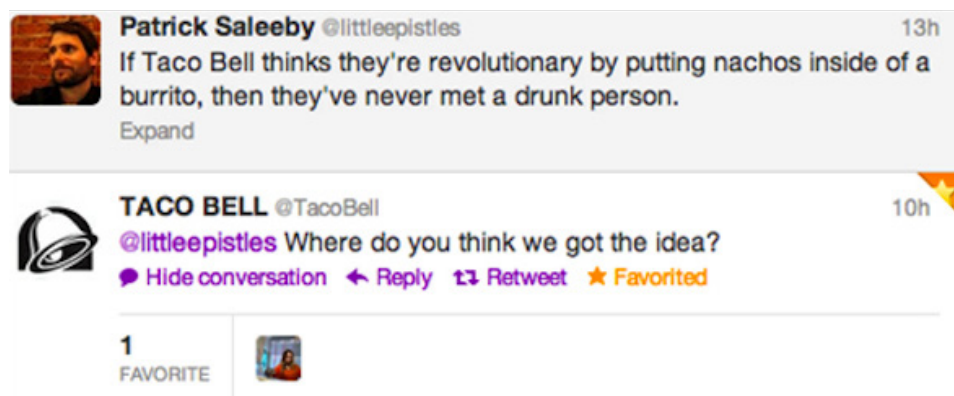 Patrick Saleeby @littleepistles 13h
If Taco Bell thinks they're revolutionary by putting nachos inside of a
burrito, then they've never met a drunk person.
Expand
TACO BELL @TacoBell 10h
@littleepistles Where do you think we got the idea?
Hide conversation Reply Retweet Favorited
1
FAVORITE